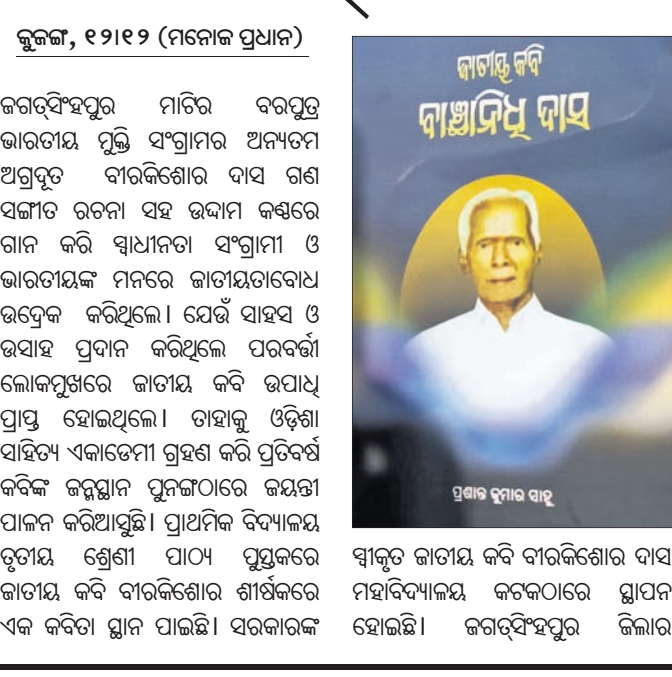 କୁଜଙ୍ଗ, ୧୨।୧୨ (ମନୋଜ ପ୍ରଧାନ)
ଜଗତ୍‌ସିଂହପୁର ମାଟିର ବରପୁତ୍ର
ଭାରତୀୟ ମୁକ୍ତି ସଂଗ୍ରାମର ଅନ୍ୟତମ
ଅଗ୍ରଦୂତ ବୀରକିଶୋର ଦାସ ଗଣ
ସଙ୍ଗୀତ ରଚନା ସହ ଉଦ୍ଦାମ କଣ୍ଠରେ
ଗାନ କରି ସ୍ୱାଧୀନତା ସଂଗ୍ରାମୀ ଓ
ଭାରତୀୟଙ୍କ ମନରେ ଜାତୀୟତାବୋଧ
ଉଦ୍ରେକ କରିଥିଲେ। ଯେଉଁ ସାହସ ଓ
ଉସାହ ପ୍ରଦାନ କରିଥିଲେ ପରବର୍ତ୍ତୀ
ଲୋକମୁଖରେ ଜାତୀୟ କବି ଉପାଧି
ପ୍ରାପ୍ତ ହୋଇଥିଲେ। ତାହାକୁ ଓଡ଼ିଶା
ସାହିତ୍ୟ ଏକାଡେମୀ ଗ୍ରହଣ କରି ପ୍ରତିବର୍ଷ
କବିଙ୍କ ଜନ୍ମସ୍ଥାନ ପୁନଙ୍ଗଠାରେ ଜୟନ୍ତୀ
ପାଳନ କରିଆସୁଛି। ପ୍ରାଥମିକ ବିଦ୍ୟାଳୟ
ତୃତୀୟ ଶ୍ରେଣୀ ପାଠ୍ୟ ପୁସ୍ତକରେ
ଜାତୀୟ କବି ବୀରକିଶୋର ଶୀର୍ଷକରେ
ଏକ କବିତା ସ୍ଥାନ ପାଇଛି। ସରକାରଙ୍କ
ଜାତୀୟ କବି
ବାଞ୍ଛାନିଧି ଦାସ
ପ୍ରଶାନ୍ତ କୁମାର ସାହୁ
ସ୍ୱୀକୃତ ଜାତୀୟ କବି ବୀରକିଶୋର ଦାସ
ମହାବିଦ୍ୟାଳୟ କଟକଠାରେ ସ୍ଥାପନ
ହୋଇଛି। ଜଗତ୍‌ସିଂହପୁର ଜିଲାର